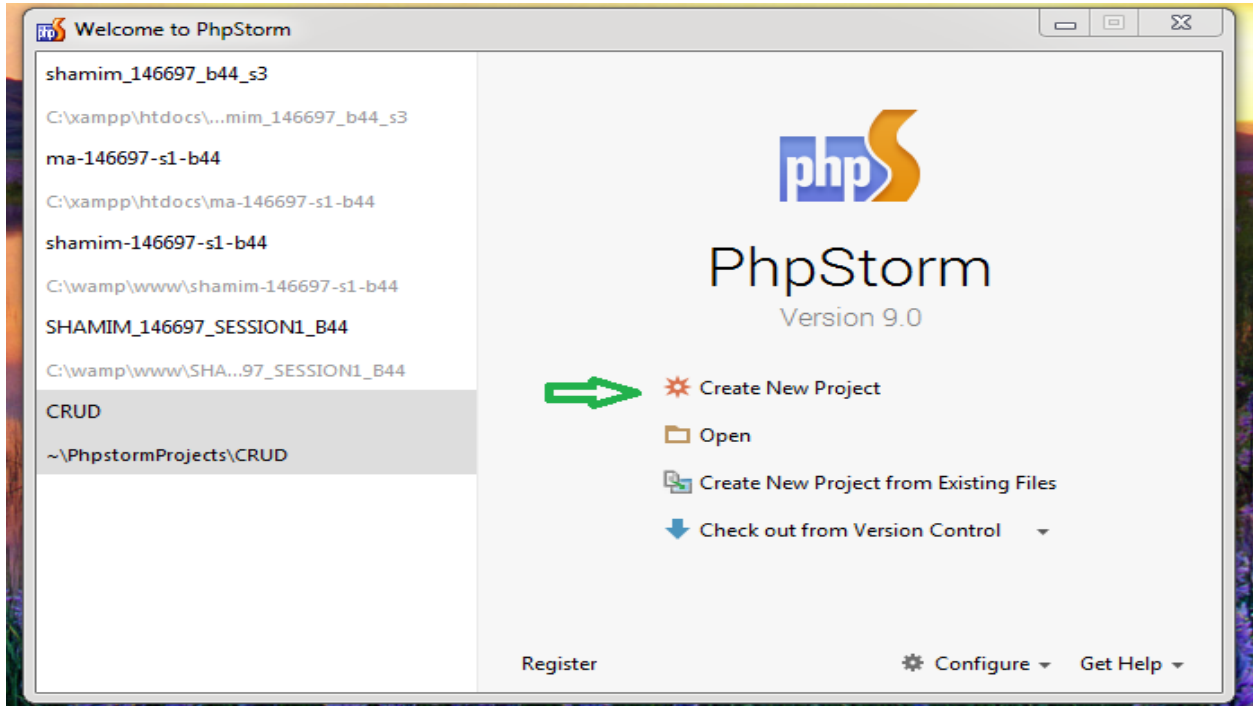 Welcome to PhpStorm
shamim_146697_b44_s3
C:\xampp\htdocs\...mim_146697_b44_s3
ma-146697-s1-b44
C:\xampp\htdocs\ma-146697-s1-b44
shamim-146697-s1-b44
C:\wamp\www\shamim-146697-s1-b44
SHAMIM_146697_SESSION1_B44
C:\wamp\www\SHA...97_SESSION1_B44
CRUD
~\PhpstormProjects\CRUD
php
PhpStorm
Version 9.0
Create New Project
Open
Create New Project from Existing Files
Check out from Version Control
Register
Configure
Get Help